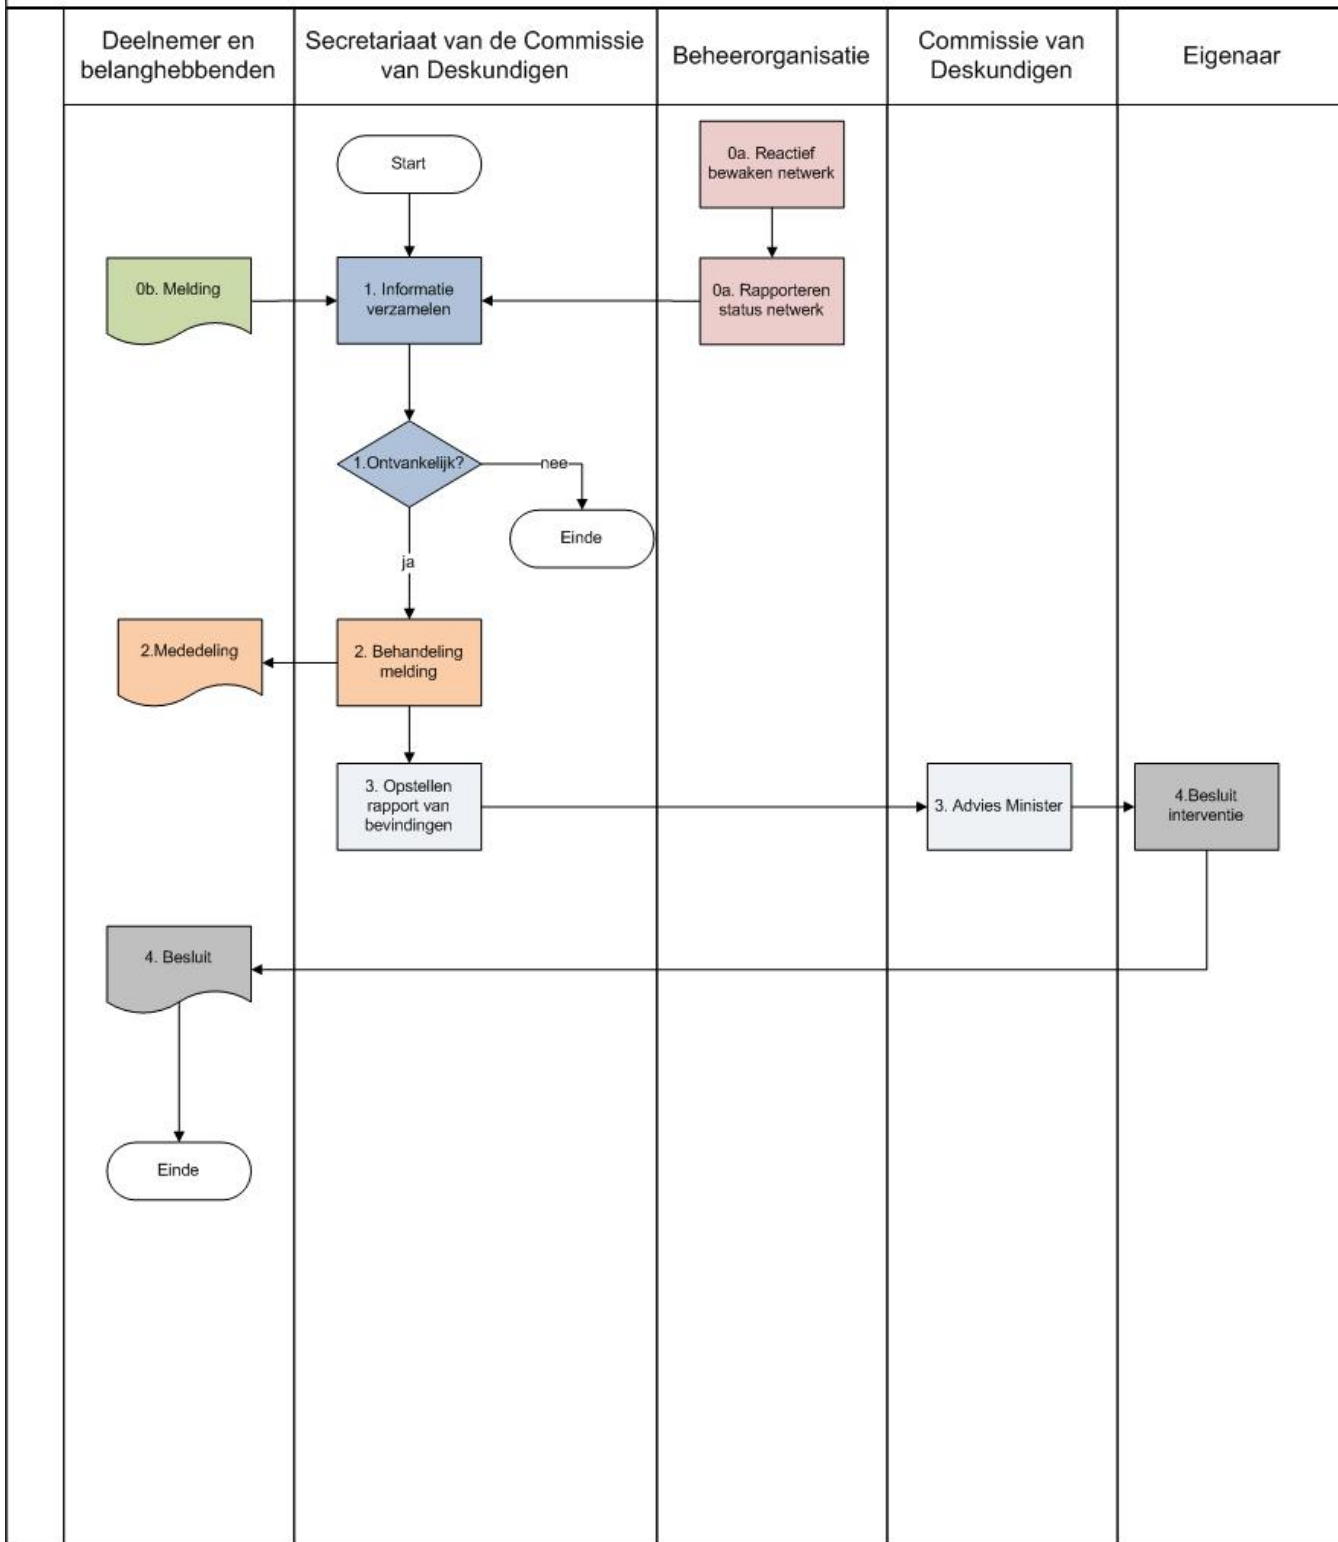 Deelnemer en
belanghebbenden
Secretariaat van de Commissie
van Deskundigen
Beheerorganisatie
Commissie van
Deskundigen
Eigenaar
Start
0a. Reactief
bewaken netwerk
0b. Melding
1. Informatie
verzamelen
0a. Rapporteren
status netwerk
1.Ontvankelijk?
nee
Einde
ja
2.Mededeling
2. Behandeling
melding
3. Opstellen
rapport van
bevindingen
3. Advies Minister
4.Besluit
interventie
4. Besluit
Einde